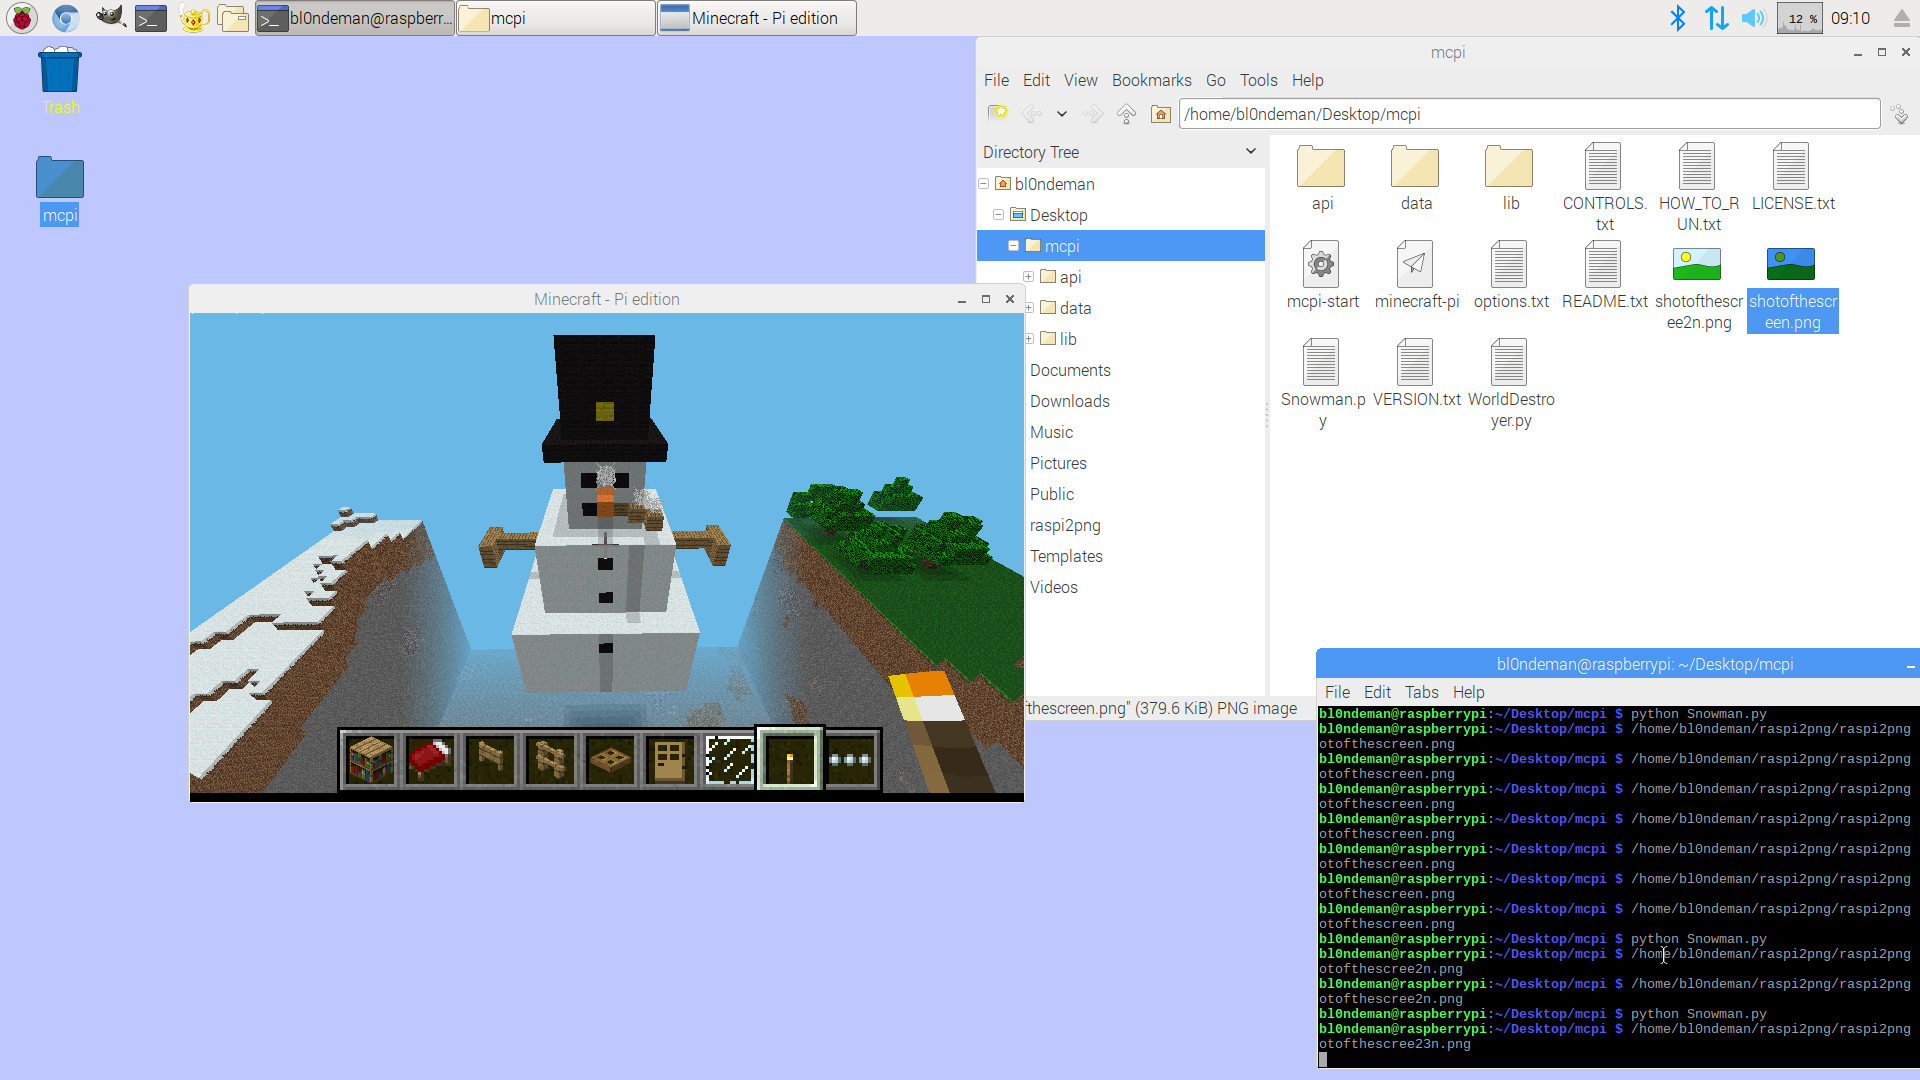 bl0ndeman@raspberr...
mcpi
Minecraft - Pi edition
12 %
09:10
Trash
mcpi
mcpi
File Edit View Bookmarks Go Tools Help
/home/bl0ndeman/Desktop/mcpi
Directory Tree
bl0ndeman
Desktop
mcpi
api
data
lib
Documents
Downloads
Music
Pictures
Public
raspi2png
Templates
Videos
api
data
lib
CONTROLS.
txt
HOW_TO_R
UN.txt
LICENSE.txt
mcpi-start
minecraft-pi
options.txt
README.txt
shotofthescr
ee2n.png
shotofthescr
een.png
Snowman.p
y
VERSION.txt
WorldDestro
yer.py
thescreen.png" (379.6 KiB) PNG image
Minecraft - Pi edition
bl0ndeman@raspberrypi: ~/Desktop/mcpi
File Edit Tabs Help
bl0ndeman@raspberrypi:~/Desktop/mcpi $ python Snowman.py
bl0ndeman@raspberrypi:~/Desktop/mcpi $ /home/bl0ndeman/raspi2png/raspi2png
otofthescreen.png
bl0ndeman@raspberrypi:~/Desktop/mcpi $ /home/bl0ndeman/raspi2png/raspi2png
otofthescreen.png
bl0ndeman@raspberrypi:~/Desktop/mcpi $ /home/bl0ndeman/raspi2png/raspi2png
otofthescreen.png
bl0ndeman@raspberrypi:~/Desktop/mcpi $ /home/bl0ndeman/raspi2png/raspi2png
otofthescreen.png
bl0ndeman@raspberrypi:~/Desktop/mcpi $ /home/bl0ndeman/raspi2png/raspi2png
otofthescreen.png
bl0ndeman@raspberrypi:~/Desktop/mcpi $ /home/bl0ndeman/raspi2png/raspi2png
otofthescreen.png
bl0ndeman@raspberrypi:~/Desktop/mcpi $ /home/bl0ndeman/raspi2png/raspi2png
otofthescreen.png
bl0ndeman@raspberrypi:~/Desktop/mcpi $ python Snowman.py
bl0ndeman@raspberrypi:~/Desktop/mcpi $ /home/bl0ndeman/raspi2png/raspi2png
otofthescree2n.png
bl0ndeman@raspberrypi:~/Desktop/mcpi $ /home/bl0ndeman/raspi2png/raspi2png
otofthescree2n.png
bl0ndeman@raspberrypi:~/Desktop/mcpi $ python Snowman.py
bl0ndeman@raspberrypi:~/Desktop/mcpi $ /home/bl0ndeman/raspi2png/raspi2png
otofthescree23n.png